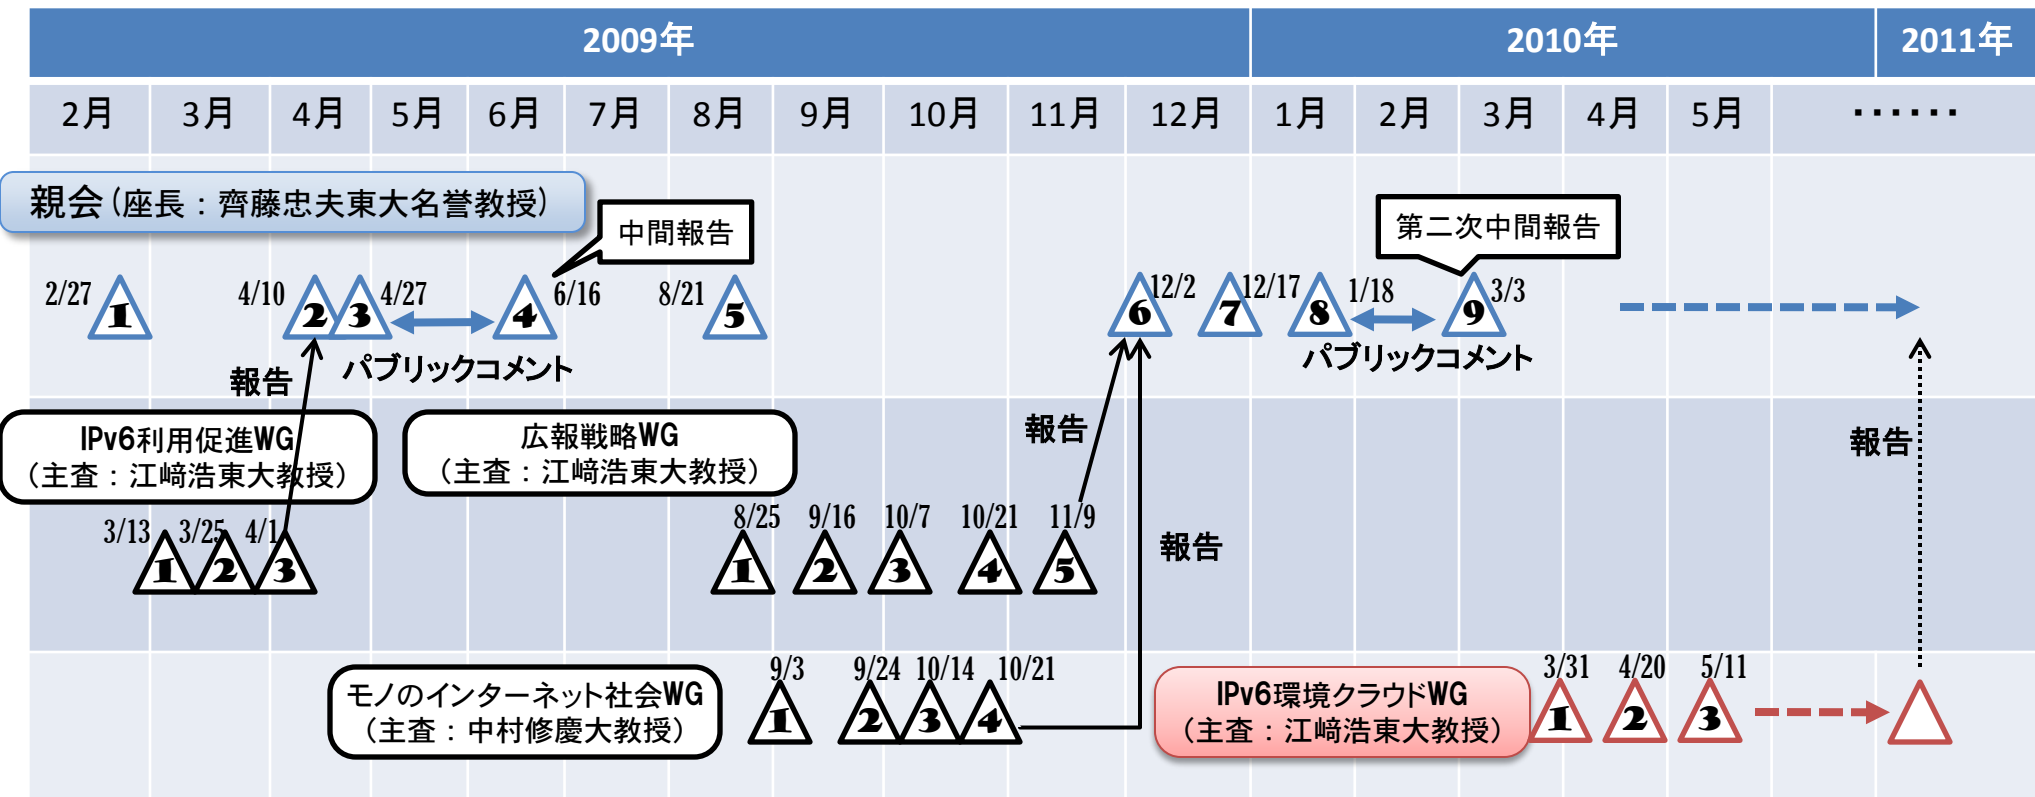 2009年 2010年 2011年
2月 3月 4月 5月 6月 7月 8月 9月 10月 11月 12月 1月 2月 3月 4月 5月 ・・・・・・
親会(座長：齊藤忠夫東大名誉教授)
中間報告
第二次中間報告
2/27 1 4/10 2 3 4/27 4 6/16 8/21 5 6 12/2 7 12/17 8 1/18 9 3/3
パブリックコメント
パブリックコメント
報告
報告
報告
IPv6利用促進WG
（主査：江﨑浩東大教授）
広報戦略WG
（主査：江﨑浩東大教授）
3/13 1 3/25 2 4/1 3
8/25 1 9/16 2 10/7 3 10/21 4 11/9 5
報告
モノのインターネット社会WG
（主査：中村修慶大教授）
9/3 1 9/24 2 10/14 3 10/21 4
IPv6環境クラウドWG
（主査：江﨑浩東大教授）
3/31 1 4/20 2 5/11 3